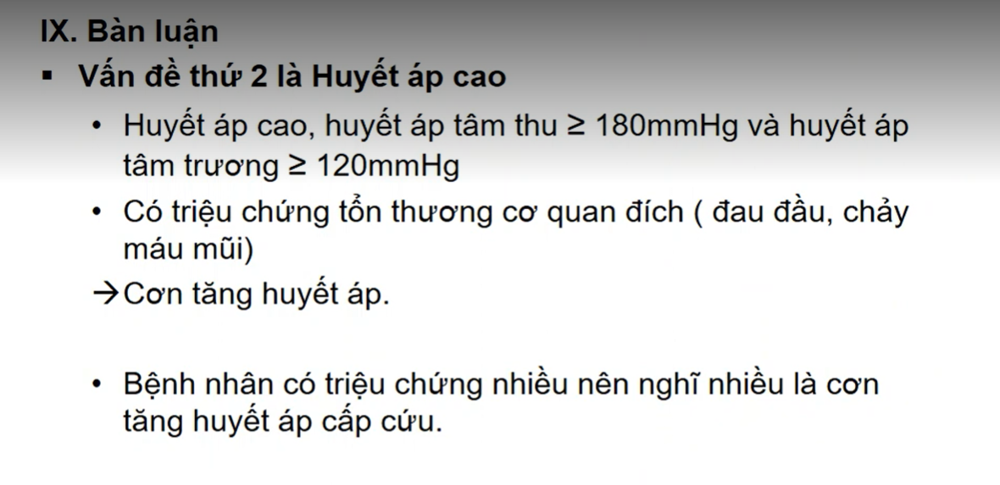 IX. Bàn luận
▪ Vấn đề thứ 2 là Huyết áp cao
• Huyết áp cao, huyết áp tâm thu ≥ 180mmHg và huyết áp
tâm trương ≥ 120mmHg
• Có triệu chứng tổn thương cơ quan đích ( đau đầu, chảy
máu mũi)
→Cơn tăng huyết áp.
• Bệnh nhân có triệu chứng nhiều nên nghĩ nhiều là cơn
tăng huyết áp cấp cứu.